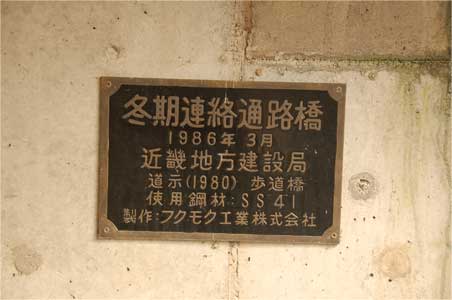 冬期連絡通路橋
1986年 3月
近畿地方建設局
道示(1980) 歩道橋
使用鋼材:SS41
製作:フクモク工業株式会社